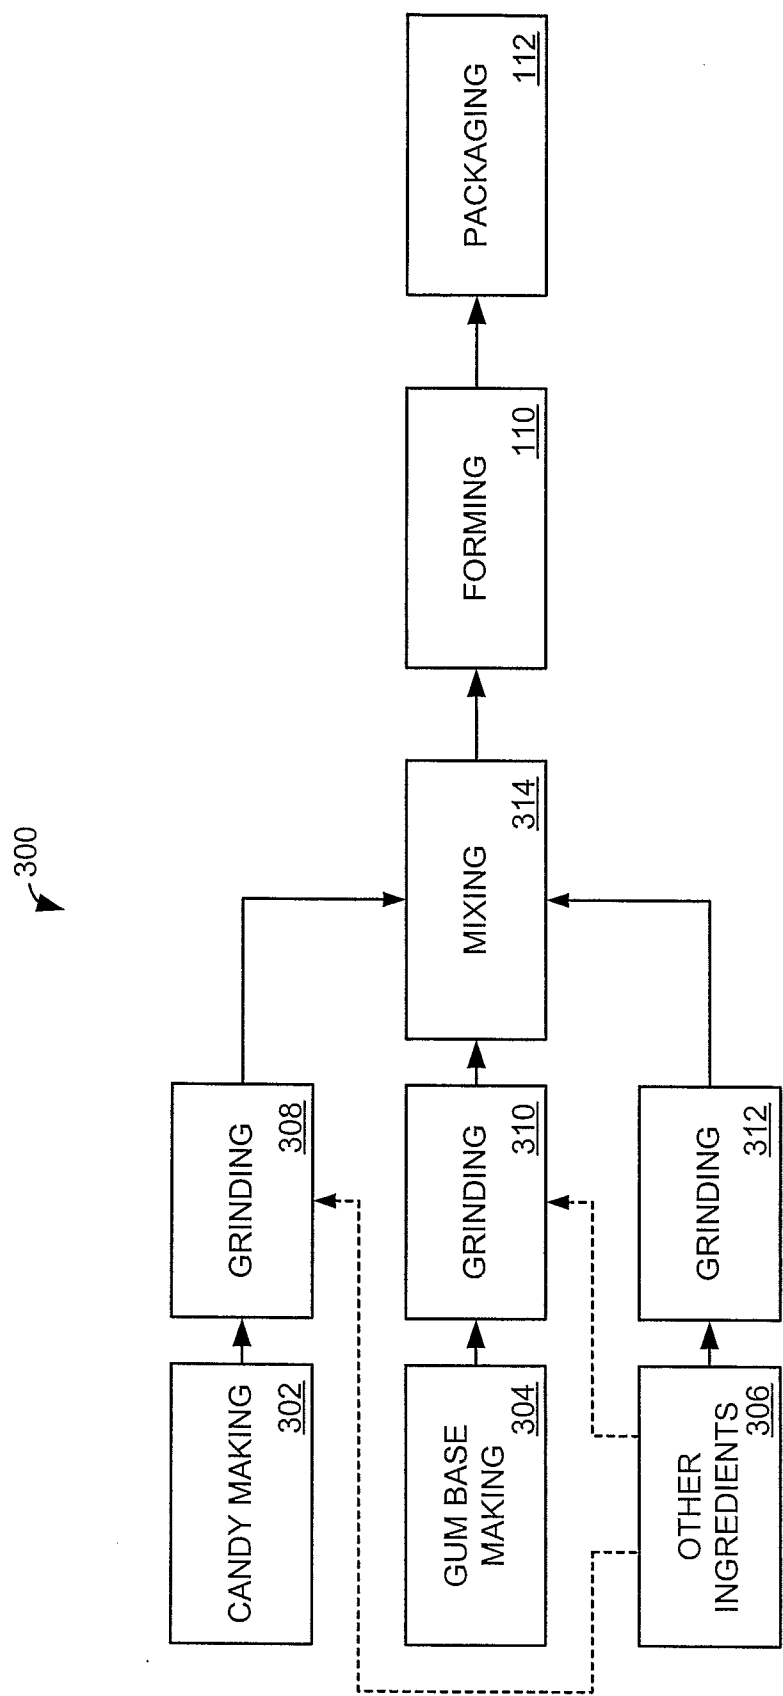 300
CANDY MAKING
302
GRINDING
308
GUM BASE
MAKING
304
GRINDING
310
MIXING
314
FORMING
110
PACKAGING
112
OTHER
INGREDIENTS
306
GRINDING
312